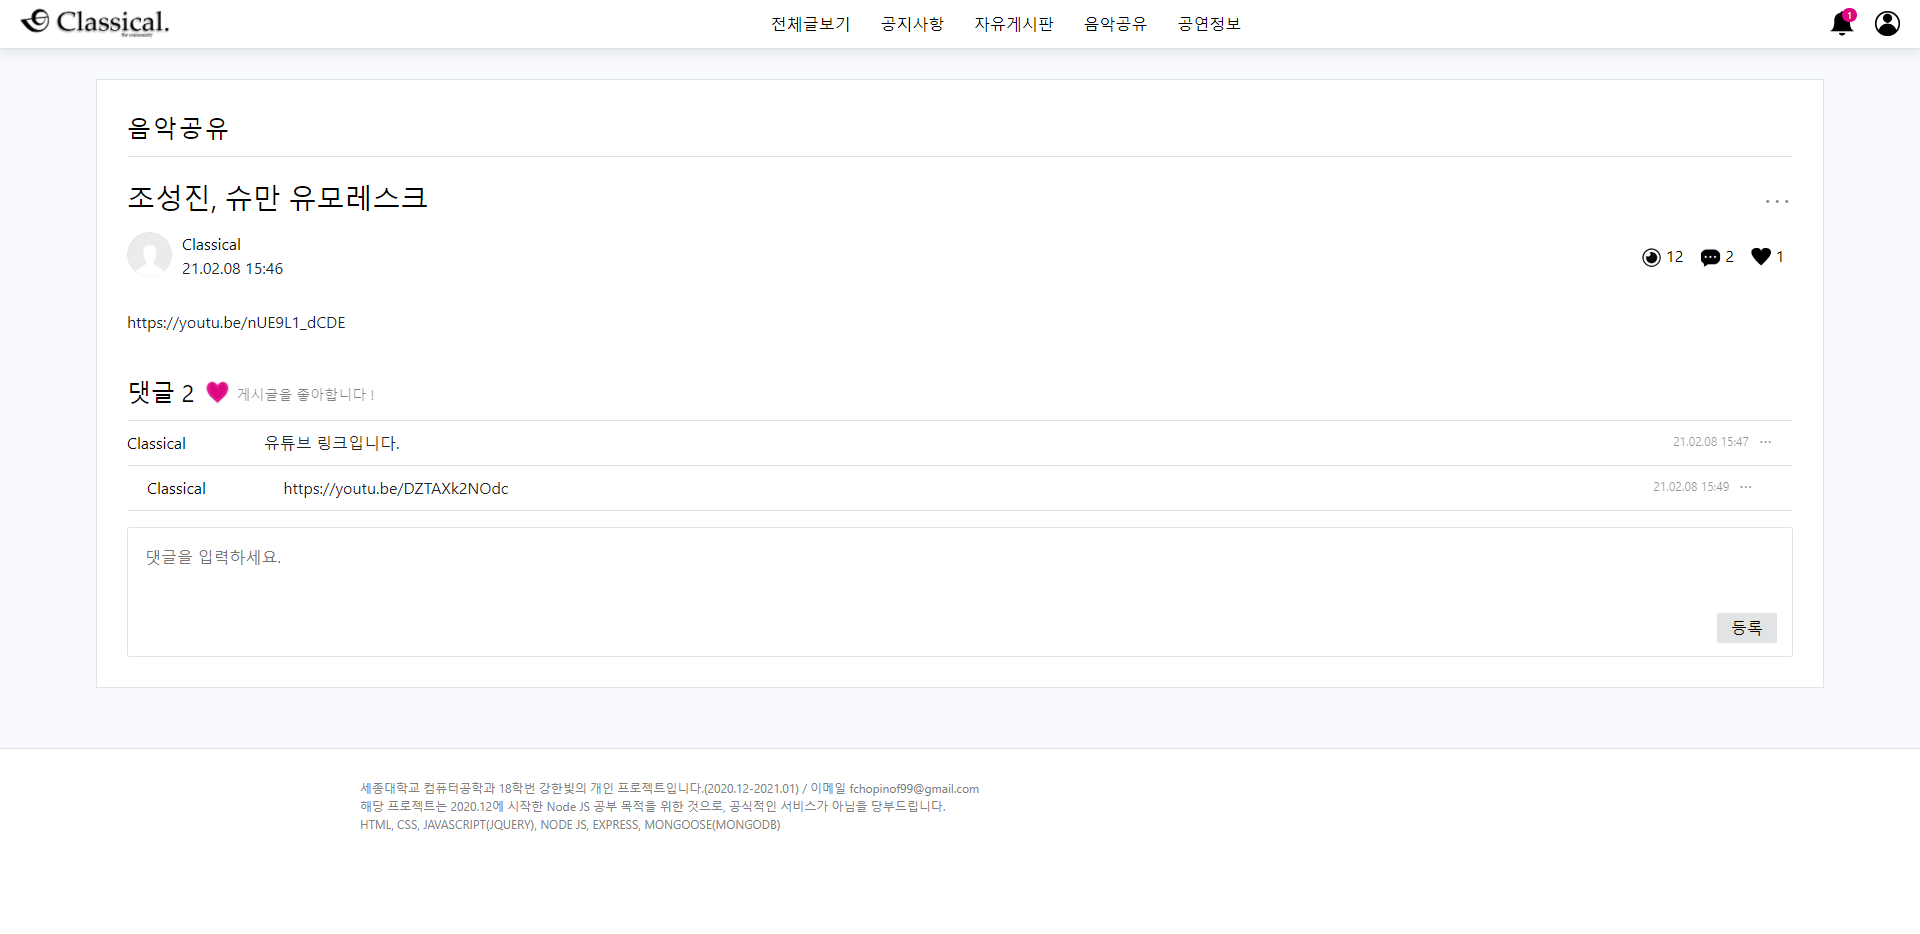 Classical.
the community
전체글보기 공지사항 자유게시판 음악공유 공연정보
1
음악공유
조성진, 슈만 유모레스크
...
Classical
21.02.08 15:46
12 2 1
https://youtu.be/nUE9L1_dCDE
댓글 2 게시글을 좋아합니다 !
Classical 유튜브 링크입니다. 21.02.08 15:47 ...
Classical https://youtu.be/DZTAXk2NOdc 21.02.08 15:49 ...
댓글을 입력하세요.
등록
세종대학교 컴퓨터공학과 18학번 강한빛의 개인 프로젝트입니다.(2020.12-2021.01) / 이메일 fchopinof99@gmail.com
해당 프로젝트는 2020.12에 시작한 Node JS 공부 목적을 위한 것으로, 공식적인 서비스가 아님을 당부드립니다.
HTML, CSS, JAVASCRIPT(JQUERY), NODE JS, EXPRESS, MONGOOSE(MONGODB)